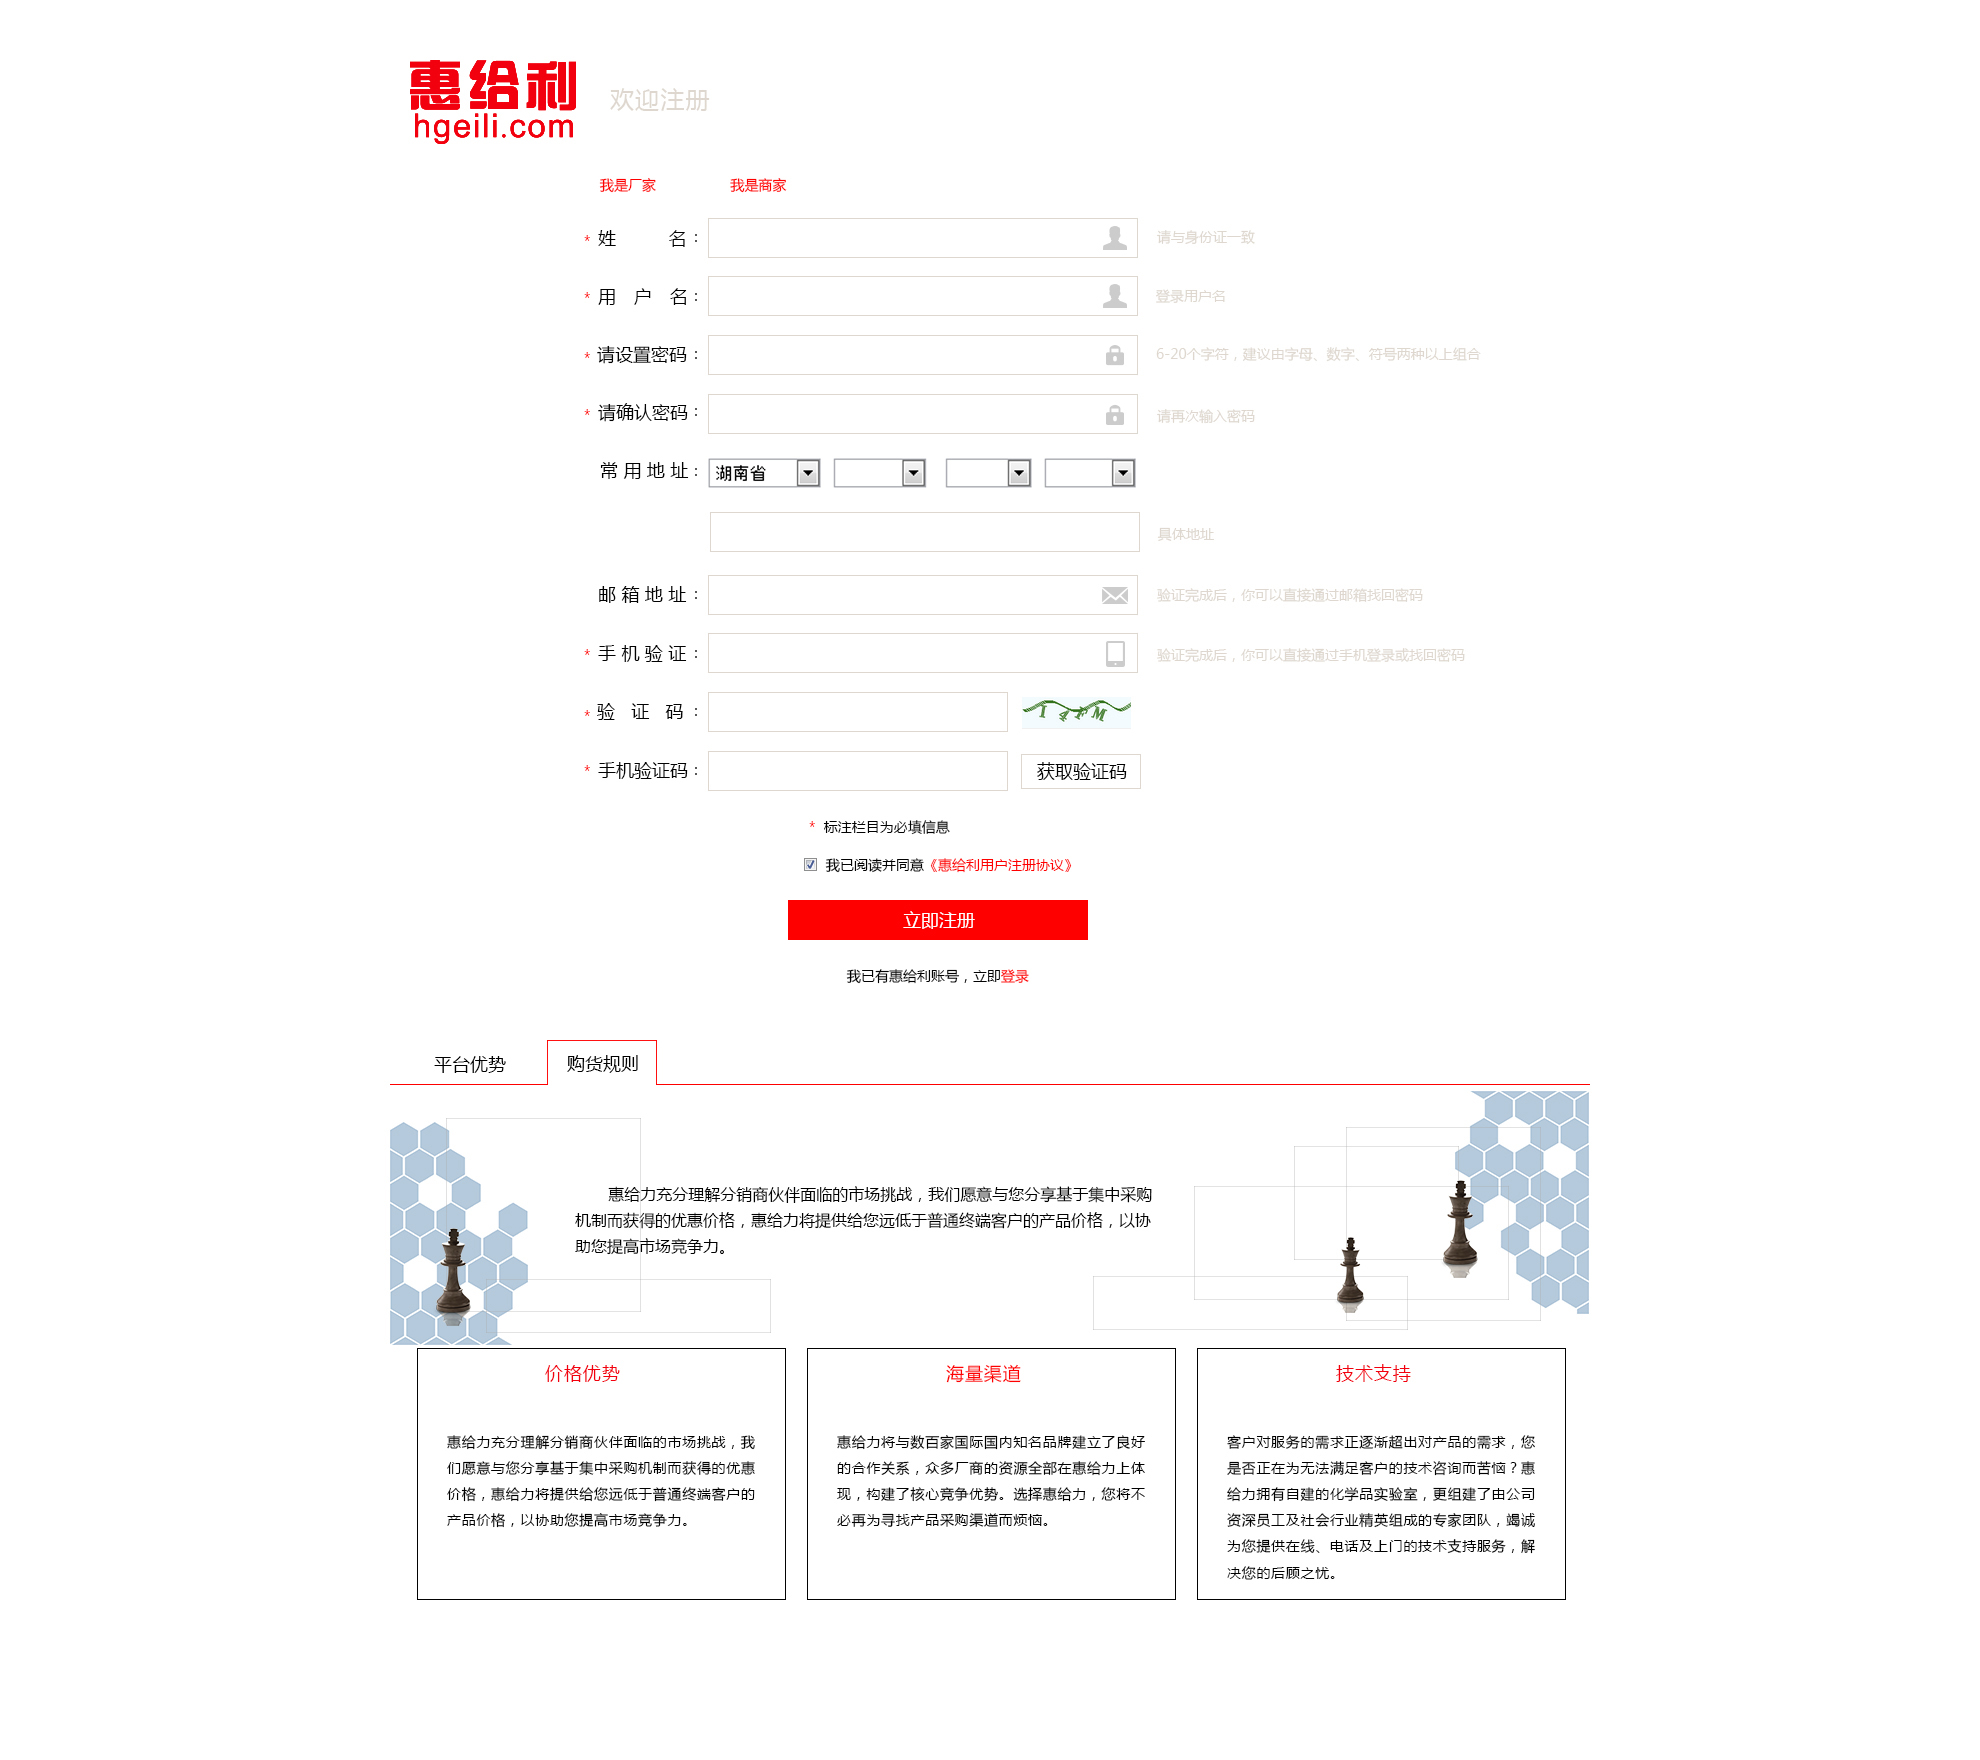 惠给利
hgeili.com
欢迎注册
我是厂家 我是商家
* 姓 名: 请与身份证一致
* 用 户 名: 登录用户名
* 请设置密码: 6-20个字符，建议由字母、数字、符号两种以上组合
* 请确认密码: 请再次输入密码
常 用 地 址: 湖南省
具体地址
邮 箱 地 址: 验证完成后，你可以直接通过邮箱找回密码
* 手 机 验 证: 验证完成后，你可以直接通过手机登录或找回密码
* 验 证 码: I4FM
* 手机验证码: 获取验证码
* 标注栏目为必填信息
我已阅读并同意《惠给利用户注册协议》
立即注册
我已有惠给利账号，立即登录
平台优势 购货规则
惠给力充分理解分销商伙伴面临的市场挑战，我们愿意与您分享基于集中采购
机制而获得的优惠价格，惠给力将提供给您远低于普通终端客户的产品价格，以协
助您提高市场竞争力。
价格优势
惠给力充分理解分销商伙伴面临的市场挑战，我
们愿意与您分享基于集中采购机制而获得的优惠
价格，惠给力将提供给您远低于普通终端客户的
产品价格，以协助您提高市场竞争力。
海量渠道
惠给力将与数百家国际国内知名品牌建立了良好
的合作关系，众多厂商的资源全部在惠给力上体
现，构建了核心竞争优势。选择惠给力，您将不
必再为寻找产品采购渠道而烦恼。
技术支持
客户对服务的需求正逐渐超出对产品的需求，您
是否正在为无法满足客户的技术咨询而苦恼？惠
给力拥有自建的化学品实验室，更组建了由公司
资深员工及社会行业精英组成的专家团队，竭诚
为您提供在线、电话及上门的技术支持服务，解
决您的后顾之忧。